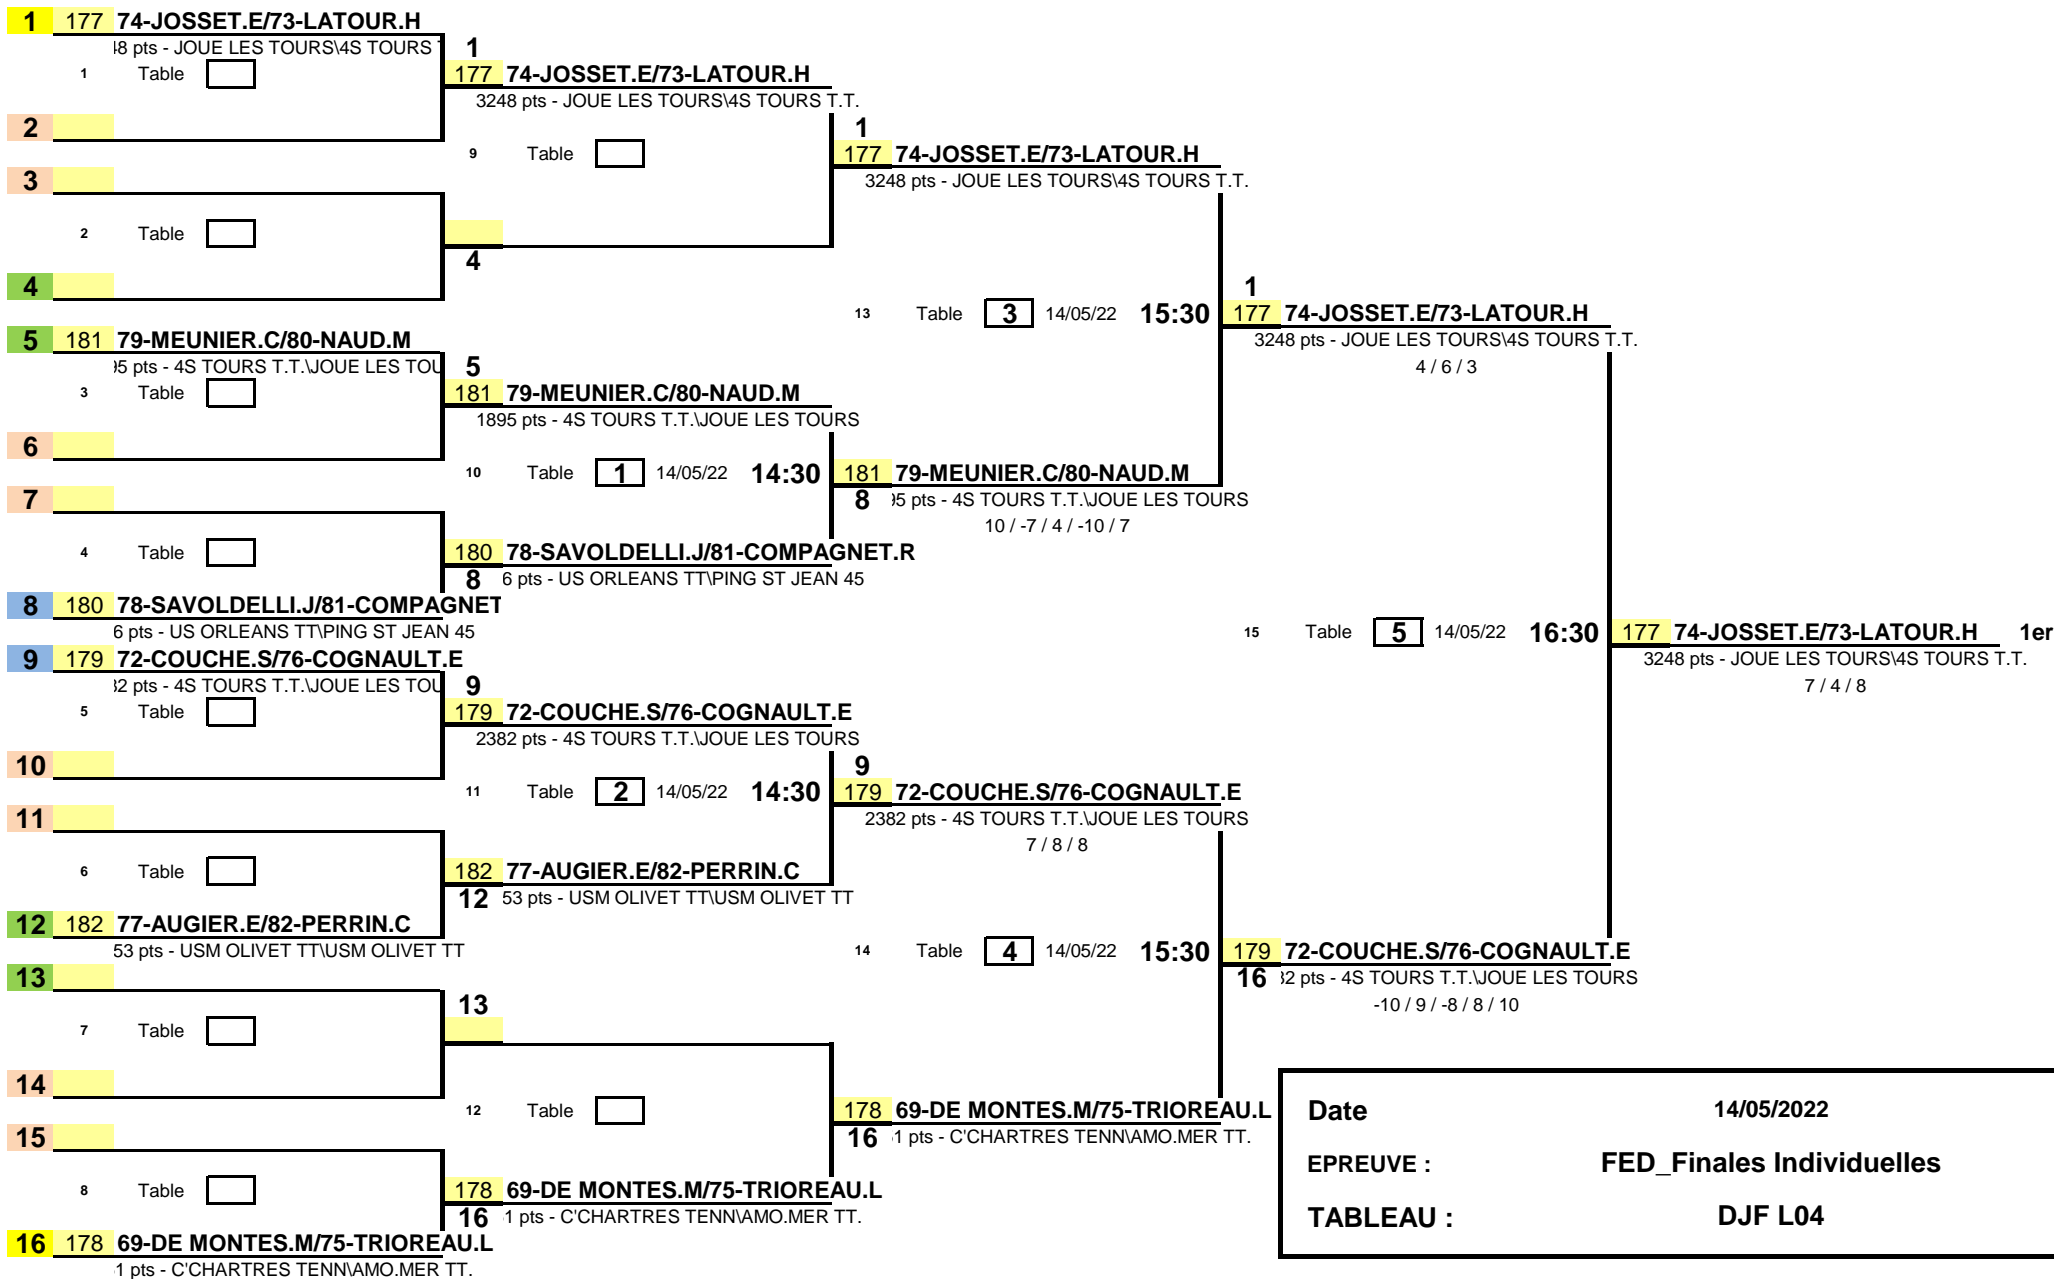 1 177 74-JOSSET.E/73-LATOUR.H
48 pts - JOUE LES TOURS\4S TOURS
1 Table
2
3
2 Table
4
5 181 79-MEUNIER.C/80-NAUD.M
95 pts - 4S TOURS T.T.\JOUE LES TOU
3 Table
6
7
4 Table
8 180 78-SAVOLDELLI.J/81-COMPAGNET
6 pts - US ORLEANS TT\PING ST JEAN 45
9 179 72-COUCHE.S/76-COGNAULT.E
32 pts - 4S TOURS T.T.\JOUE LES TOU
5 Table
10
11
6 Table
12 182 77-AUGIER.E/82-PERRIN.C
53 pts - USM OLIVET TT\USM OLIVET TT
13
7 Table
14
15
8 Table
16 178 69-DE MONTES.M/75-TRIOREAU.L
1 pts - C'CHARTRES TENN\AMO.MER TT.
1
177 74-JOSSET.E/73-LATOUR.H
3248 pts - JOUE LES TOURS\4S TOURS T.T.
9 Table
4
5
181 79-MEUNIER.C/80-NAUD.M
1895 pts - 4S TOURS T.T.\JOUE LES TOURS
10 Table 1 14/05/22 14:30
180 78-SAVOLDELLI.J/81-COMPAGNET.R
8 6 pts - US ORLEANS TT\PING ST JEAN 45
9
179 72-COUCHE.S/76-COGNAULT.E
2382 pts - 4S TOURS T.T.\JOUE LES TOURS
11 Table 2 14/05/22 14:30
182 77-AUGIER.E/82-PERRIN.C
12 53 pts - USM OLIVET TT\USM OLIVET TT
13
12 Table
178 69-DE MONTES.M/75-TRIOREAU.L
16 1 pts - C'CHARTRES TENN\AMO.MER TT.
1
177 74-JOSSET.E/73-LATOUR.H
3248 pts - JOUE LES TOURS\4S TOURS T.T.
13 Table 3 14/05/22 15:30
181 79-MEUNIER.C/80-NAUD.M
8 95 pts - 4S TOURS T.T.\JOUE LES TOURS
10 / -7 / 4 / -10 / 7
9
179 72-COUCHE.S/76-COGNAULT.E
2382 pts - 4S TOURS T.T.\JOUE LES TOURS
7 / 8 / 8
14 Table 4 14/05/22 15:30
178 69-DE MONTES.M/75-TRIOREAU.L
16 1 pts - C'CHARTRES TENN\AMO.MER TT.
1
177 74-JOSSET.E/73-LATOUR.H
3248 pts - JOUE LES TOURS\4S TOURS T.T.
4 / 6 / 3
15 Table 5 14/05/22 16:30
179 72-COUCHE.S/76-COGNAULT.E
16 32 pts - 4S TOURS T.T.\JOUE LES TOURS
-10 / 9 / -8 / 8 / 10
177 74-JOSSET.E/73-LATOUR.H 1er
3248 pts - JOUE LES TOURS\4S TOURS T.T.
7 / 4 / 8
Date 14/05/2022
EPREUVE : FED_Finales Individuelles
TABLEAU : DJF L04